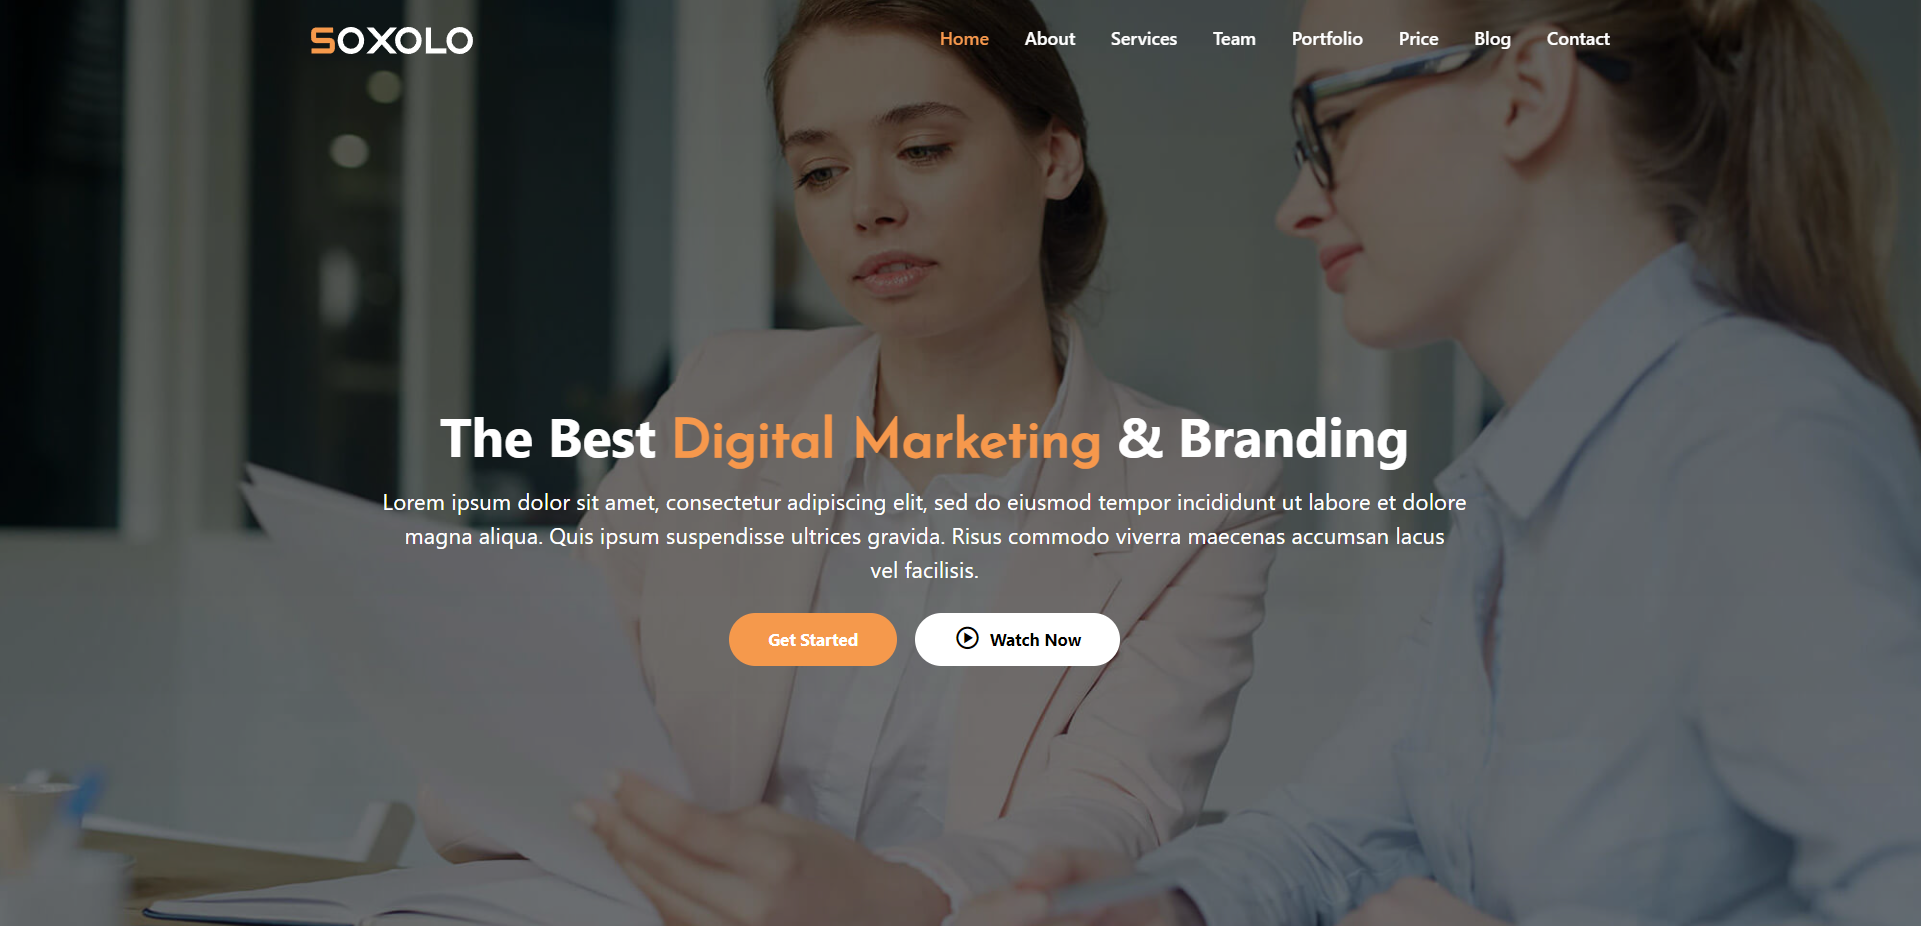 SOXOLO
Home About Services Team Portfolio Price Blog Contact
The Best Digital Marketing & Branding
Lorem ipsum dolor sit amet, consectetur adipiscing elit, sed do eiusmod tempor incididunt ut labore et dolore
magna aliqua. Quis ipsum suspendisse ultrices gravida. Risus commodo viverra maecenas accumsan lacus
vel facilisis.
Get Started Watch Now